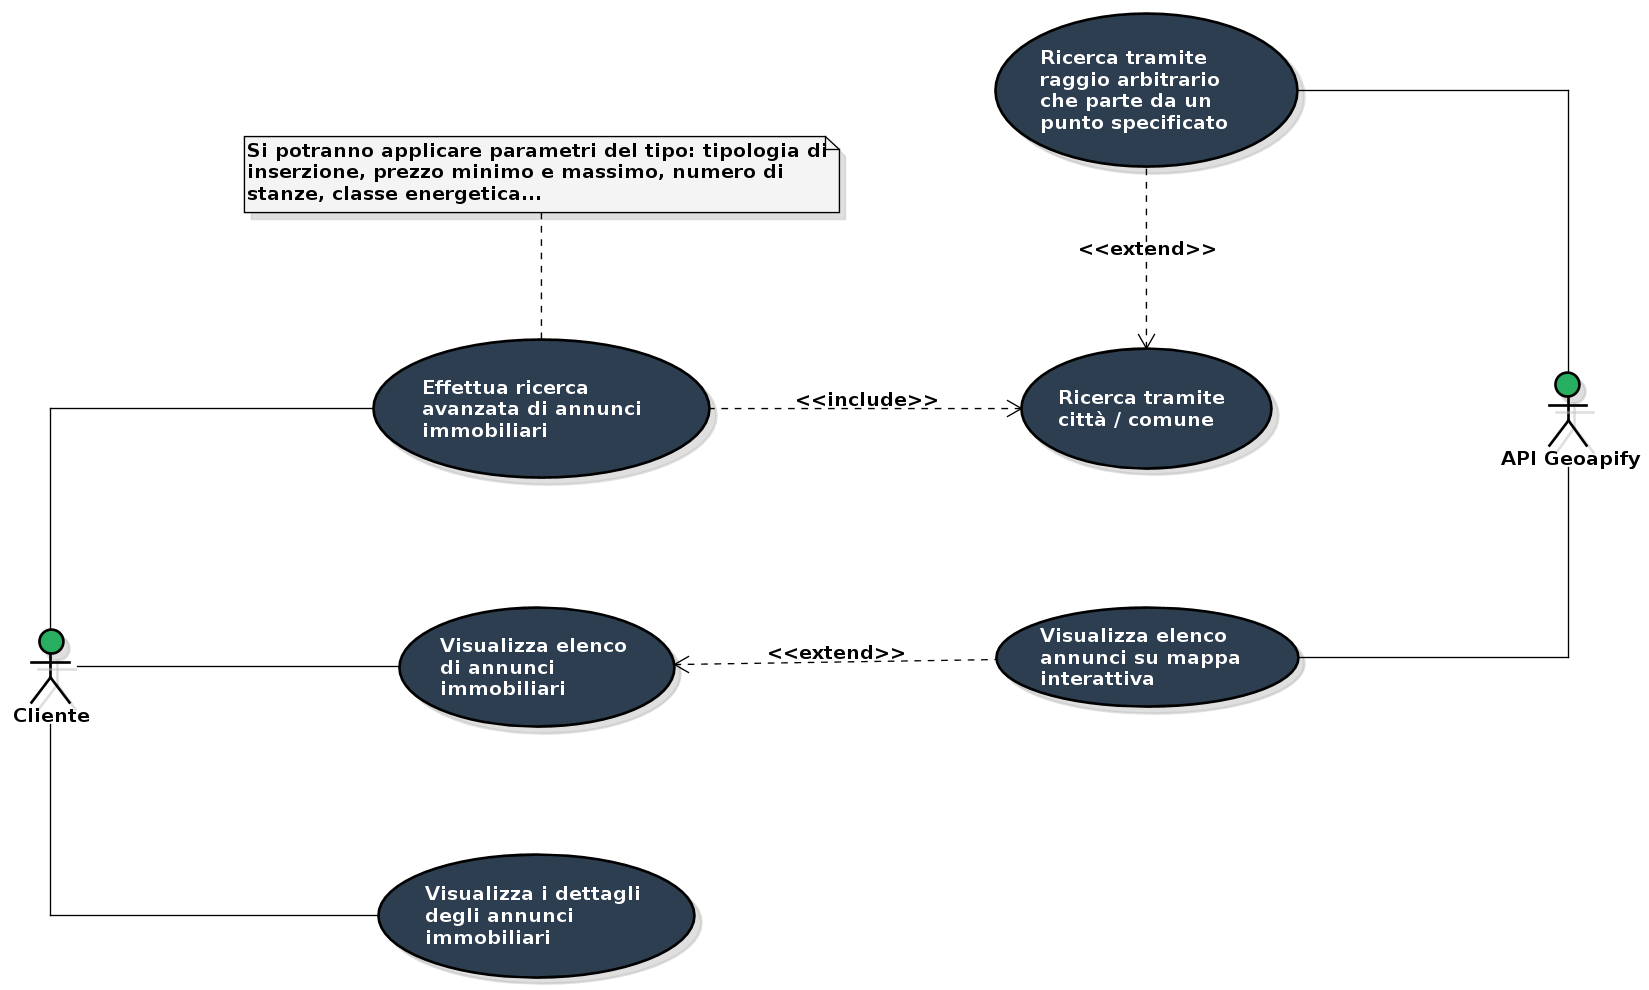 Ricerca tramite
raggio arbitrario
che parte da un
punto specificato
Si potranno applicare parametri del tipo: tipologia di
inserzione, prezzo minimo e massimo, numero di
stanze, classe energetica...
<<extend>>
Effettua ricerca
avanzata di annunci
immobiliari
<<include>>
Ricerca tramite
città / comune
API Geoapify
Visualizza elenco
di annunci
immobiliari
<<extend>>
Visualizza elenco
annunci su mappa
interattiva
Cliente
Visualizza i dettagli
degli annunci
immobiliari